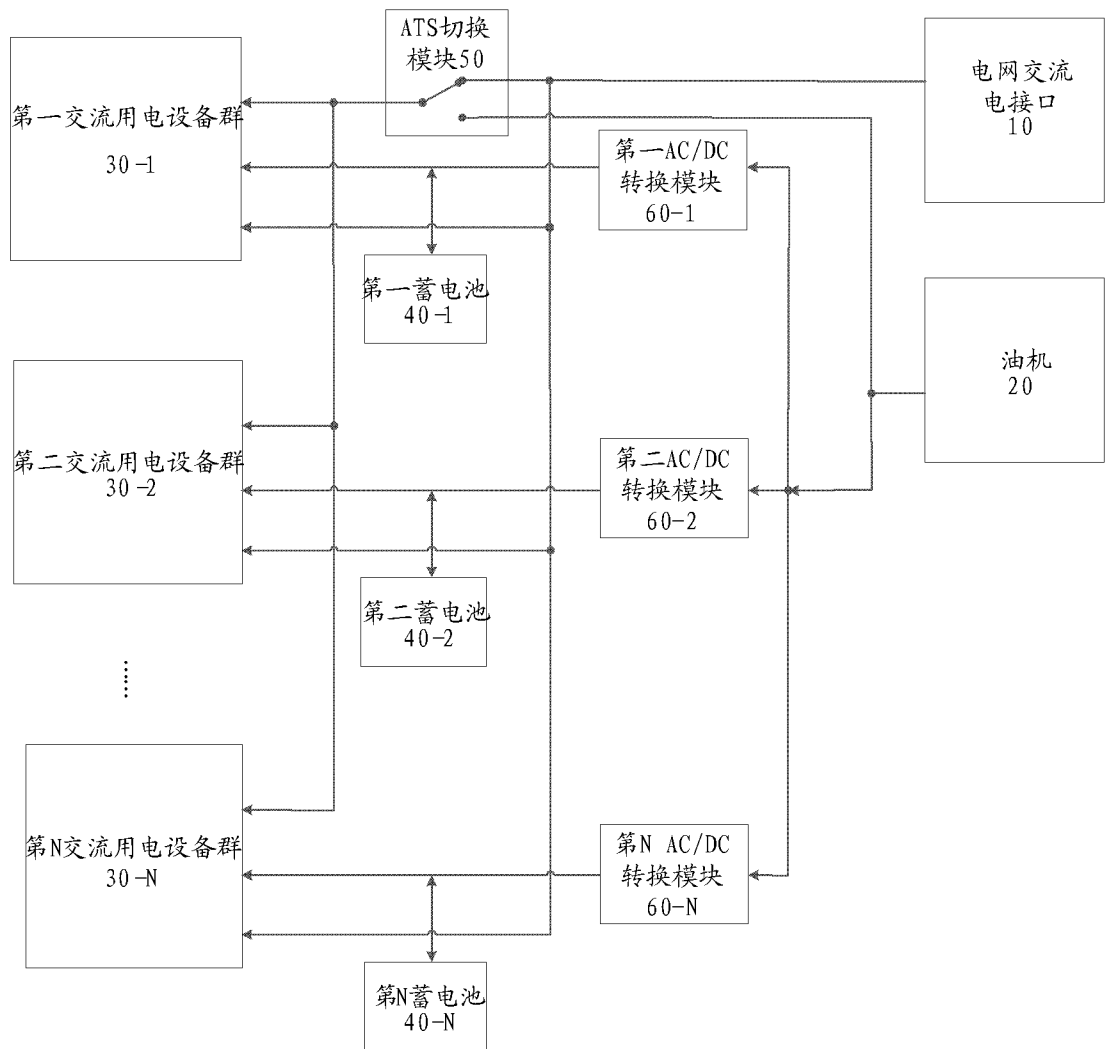 ATS切换
模块50
电网交流
电接口
10
第一交流用电设备群
30-1
第一AC/DC
转换模块
60-1
第一蓄电池
40-1
油机
20
第二交流用电设备群
30-2
第二AC/DC
转换模块
60-2
第二蓄电池
40-2
......
第N交流用电设备群
30-N
第N AC/DC
转换模块
60-N
第N蓄电池
40-N